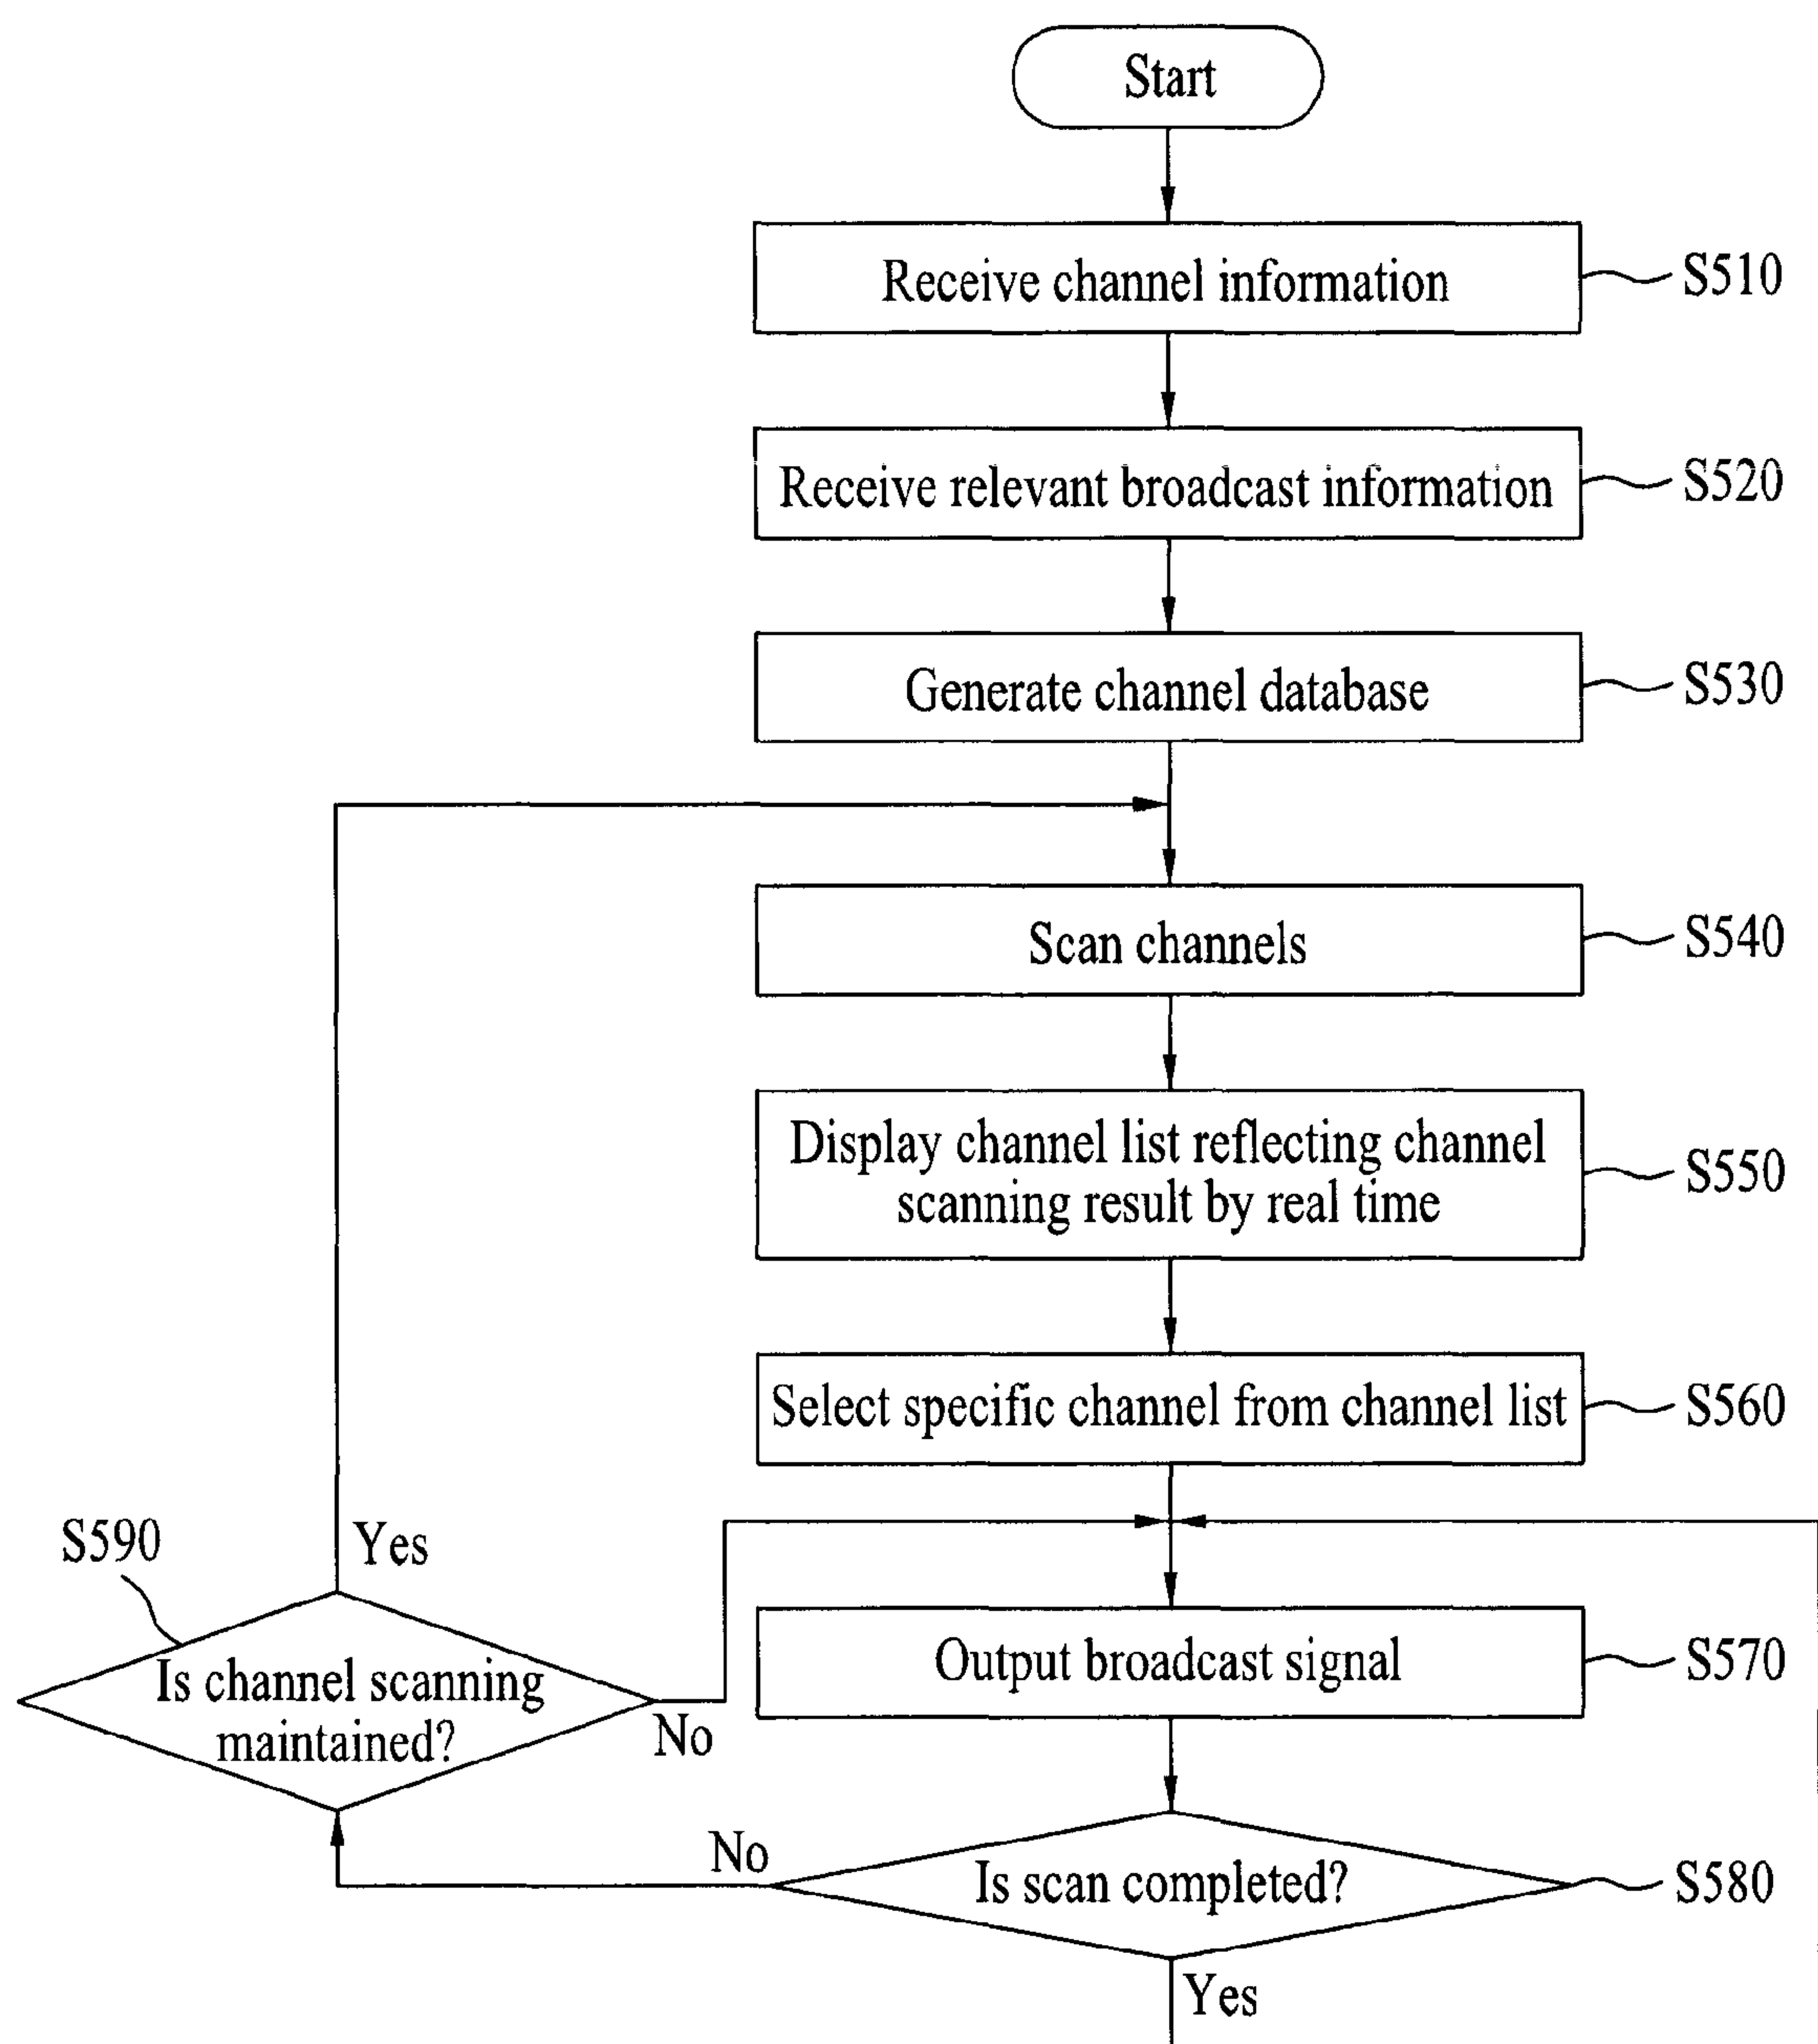 Start
Receive channel information
S510
Receive relevant broadcast information
S520
Generate channel database
S530
Scan channels
S540
Display channel list reflecting channel
scanning result by real time
S550
Select specific channel from channel list
S560
S590
Yes
Is channel scanning
maintained?
No
Output broadcast signal
S570
No
Is scan completed?
S580
Yes